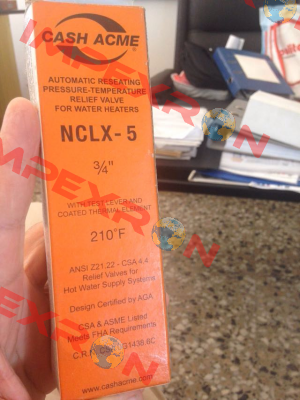 CASH ACME
AUTOMATIC RESEATING
PRESSURE-TEMPERATURE
RELIEF VALVE
FOR WATER HEATERS
NCLX-5
3/4"
WITH TEST LEVER AND
COATED THERMAL ELEMENT
210°F
ANSI Z21.22 - CSA 4.4
Relief Valves for
Hot Water Supply Systems
Design Certified by AGA
CSA & ASME Listed
Meets FHA Requirements
C.R.N.
www.cashacme.com
IMPEXRON
IMPEXRON
IMPEXRON